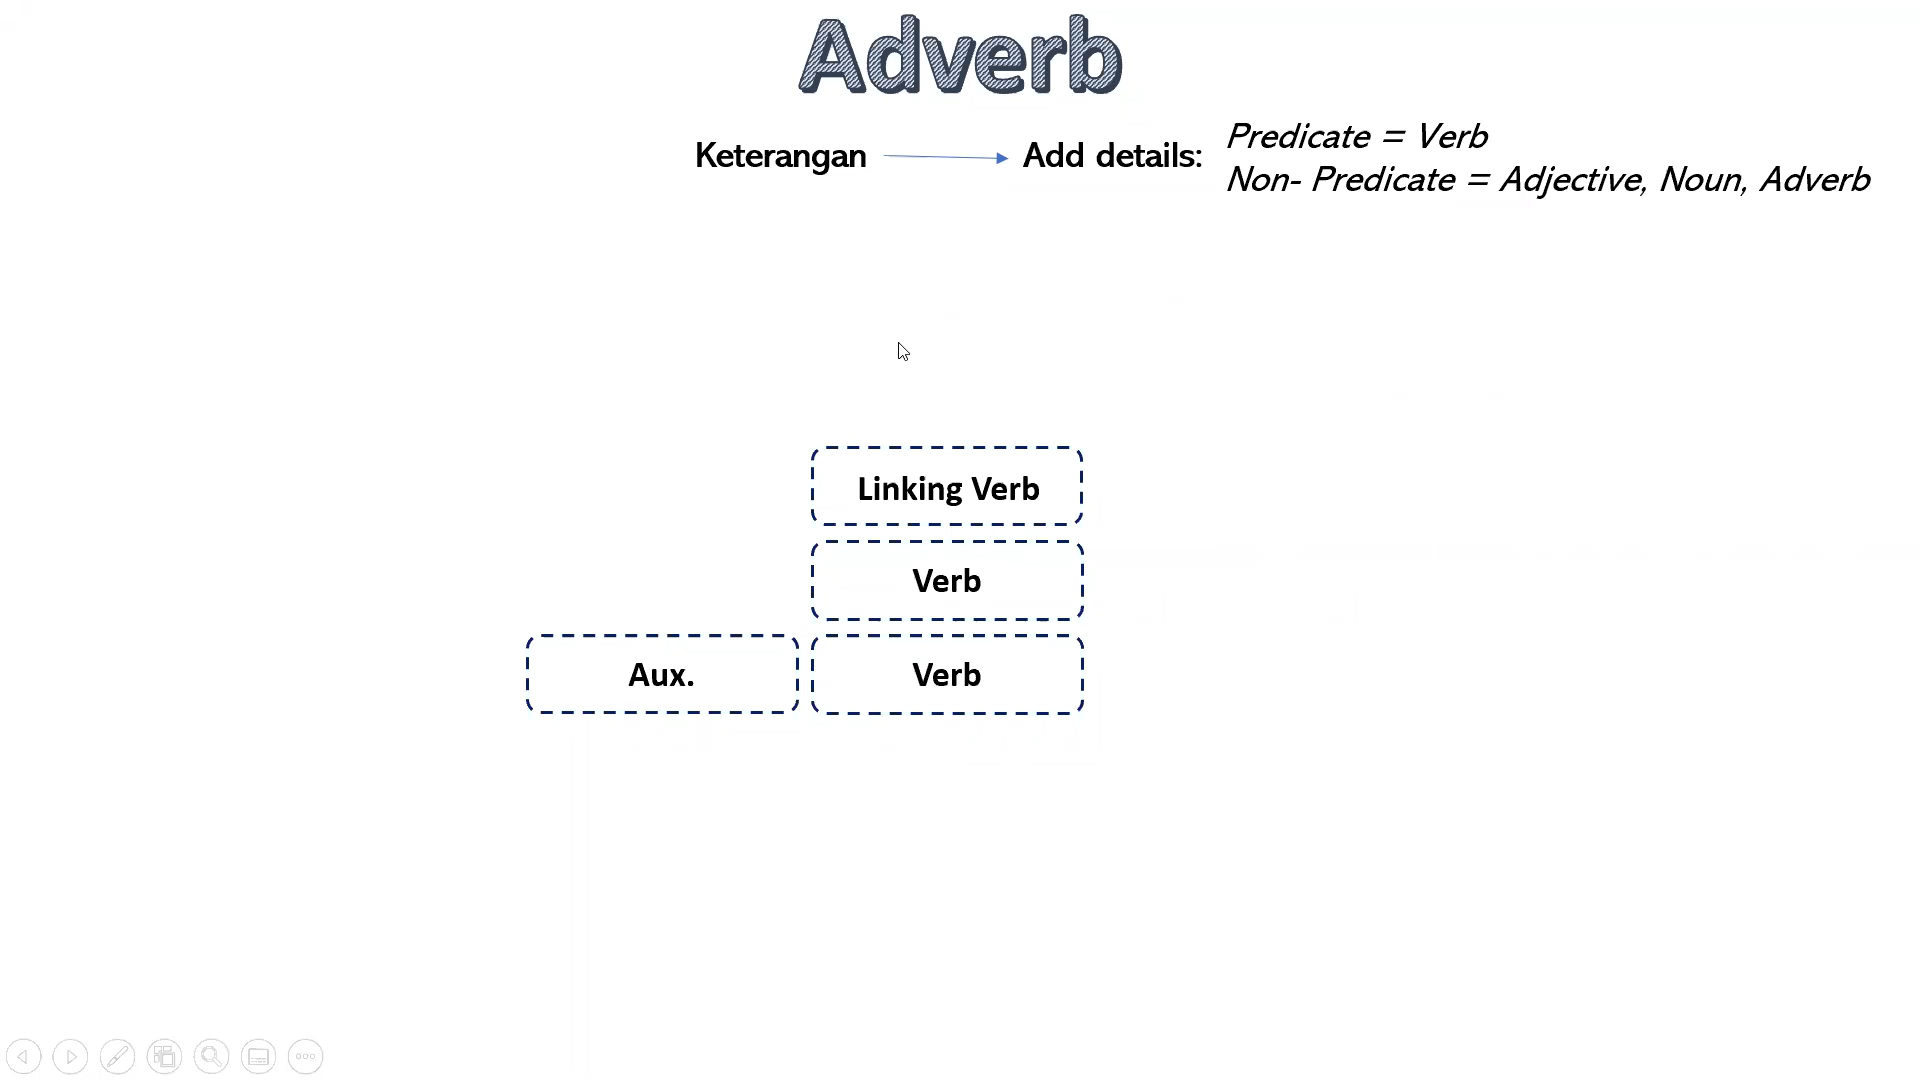 Adverb
Keterangan Add details:
Predicate = Verb
Non- Predicate = Adjective, Noun, Adverb
Linking Verb
Verb
Aux. Verb